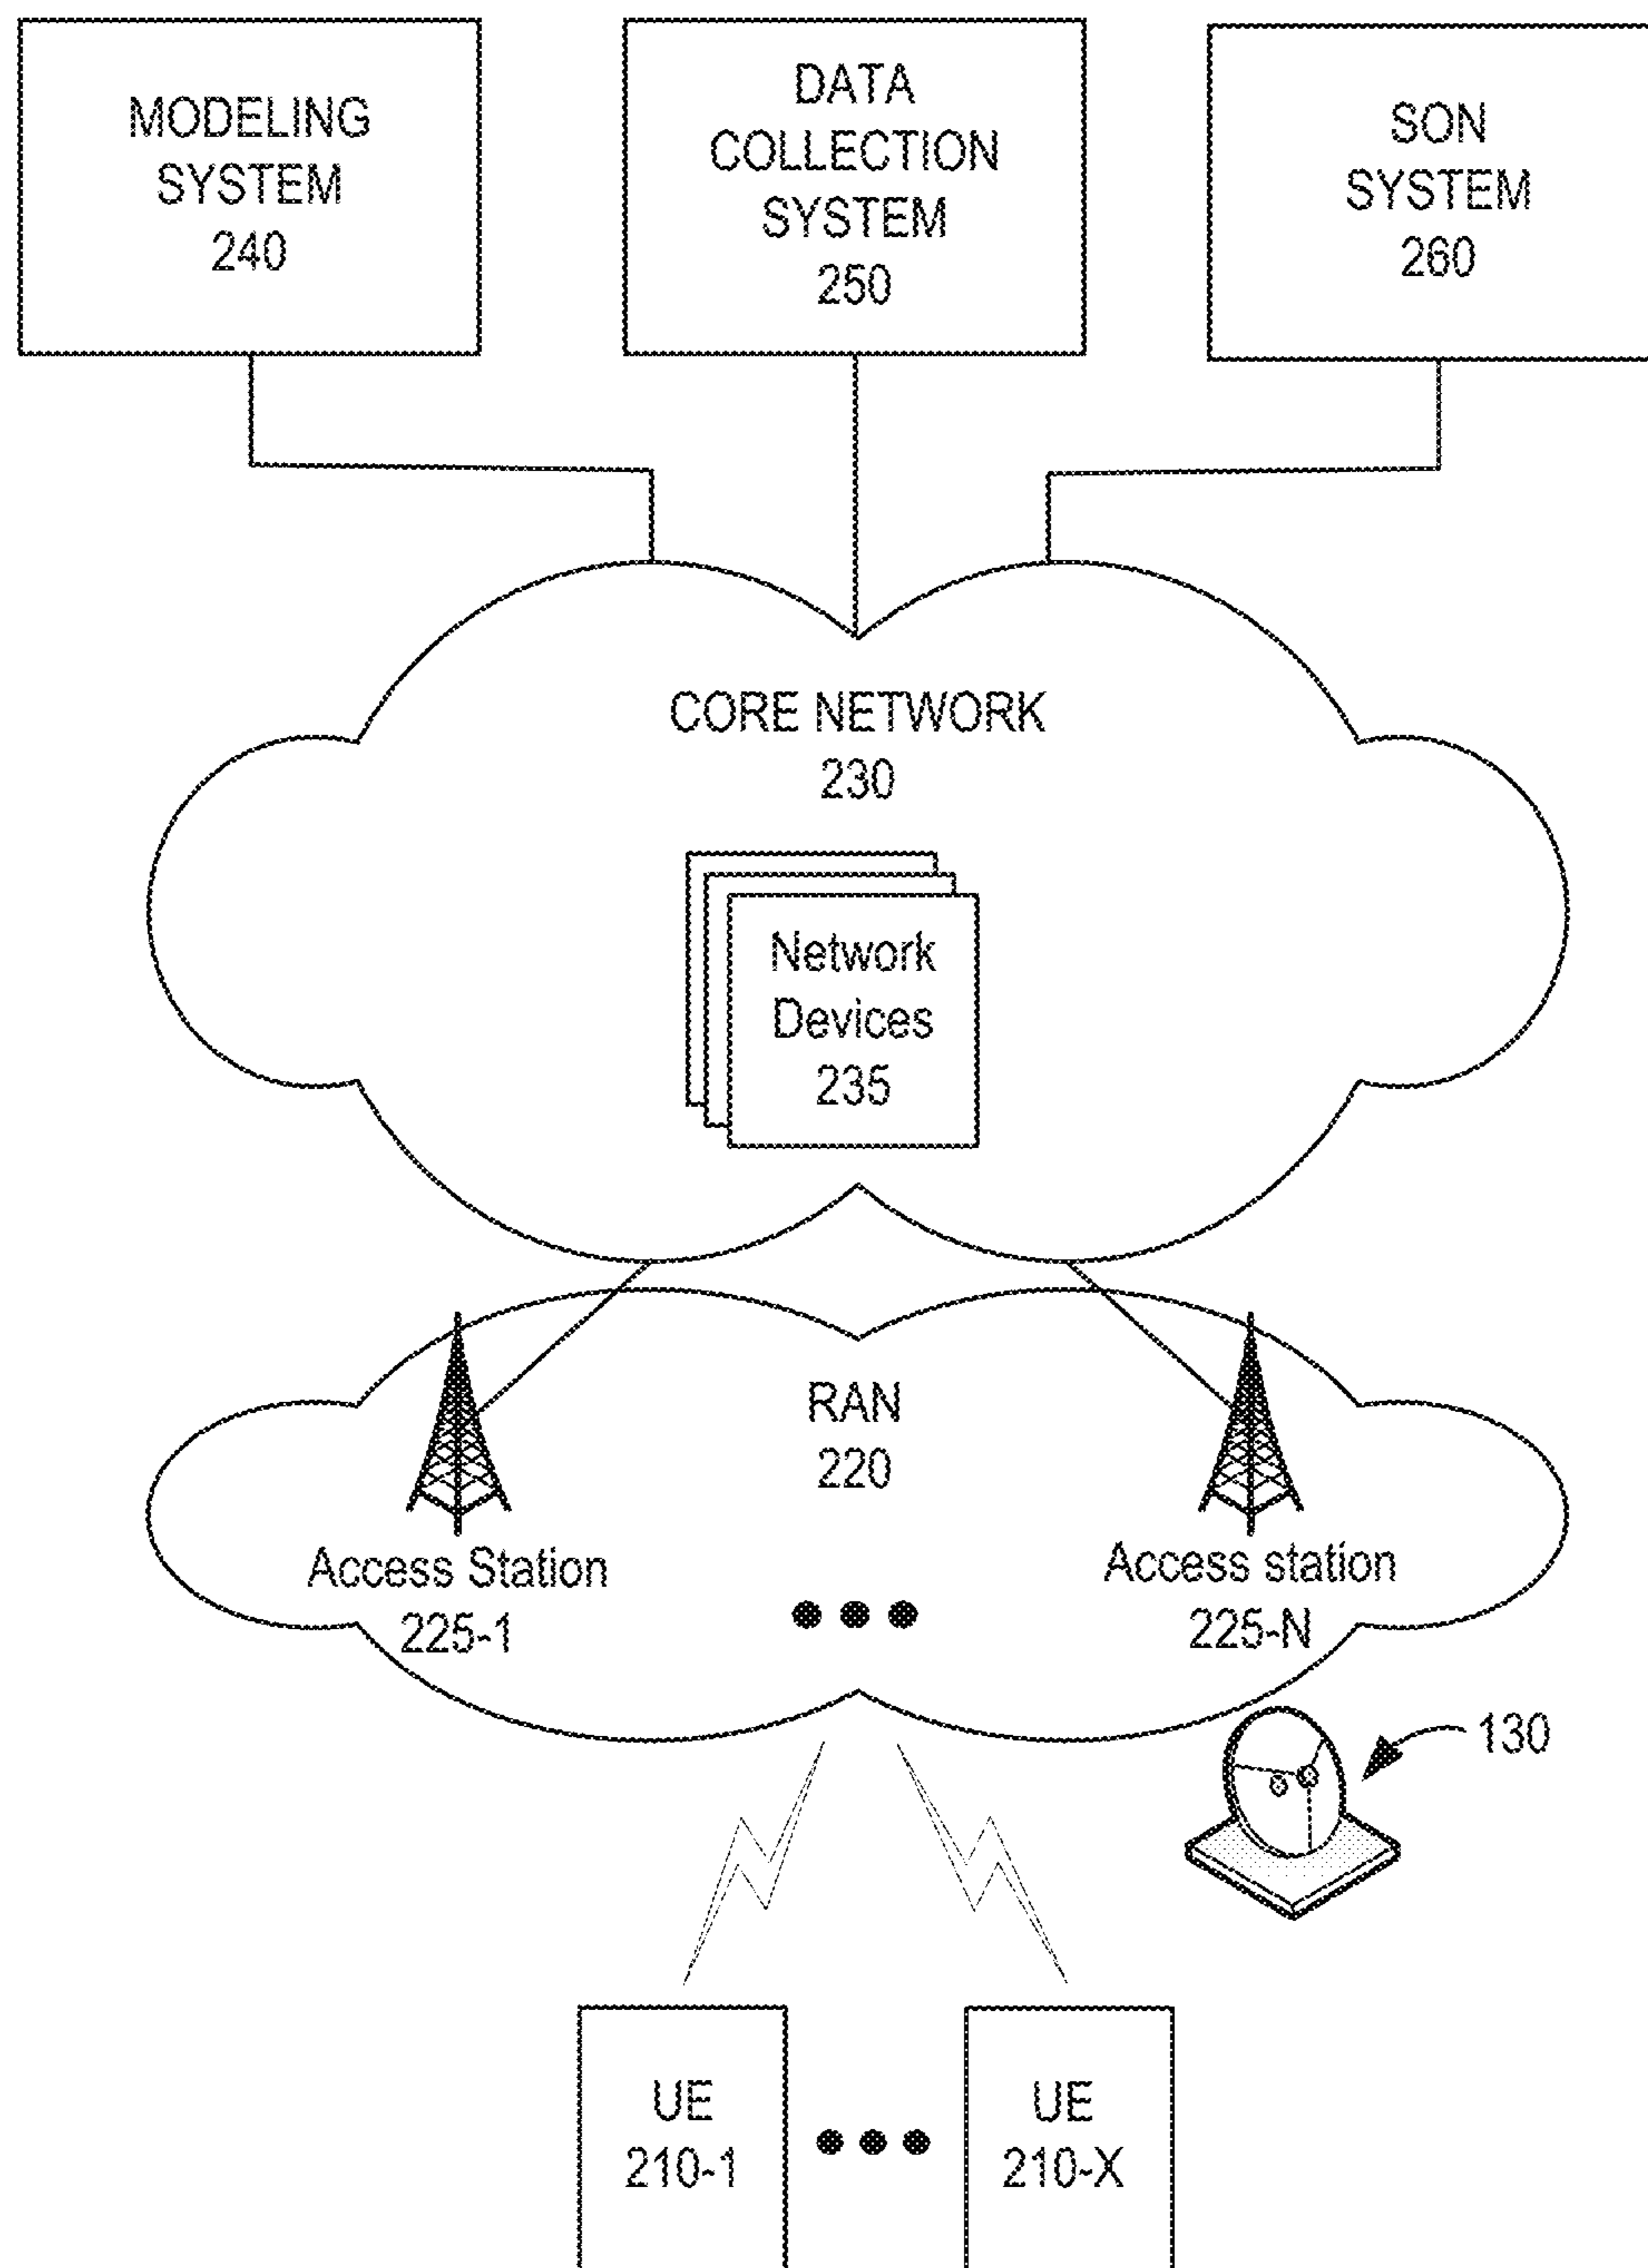 MODELING
SYSTEM
240
DATA
COLLECTION
SYSTEM
250
SON
SYSTEM
260
CORE NETWORK
230
Network
Devices
235
RAN
220
Access Station
225-1
Access station
225-N
130
UE
210-1
UE
210-X